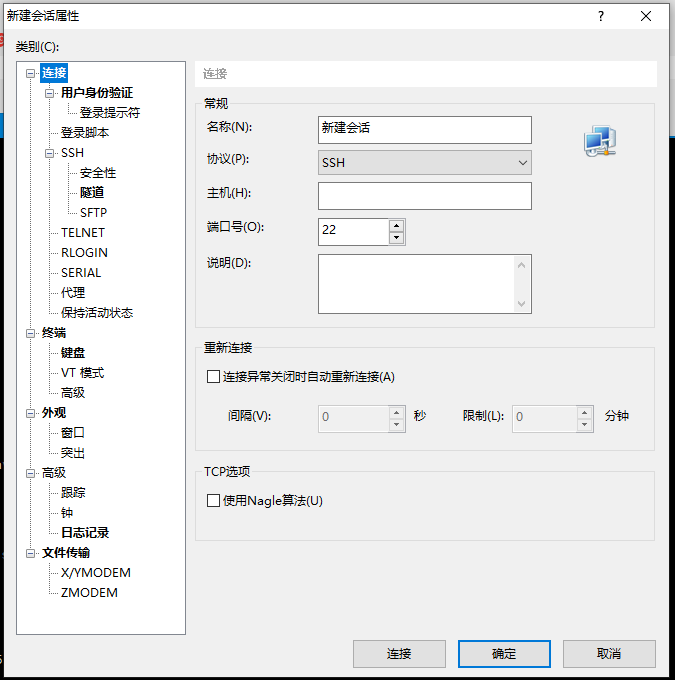 新建会话属性
类别(C):
连接
用户身份验证
登录提示符
登录脚本
SSH
安全性
隧道
SFTP
TELNET
RLOGIN
SERIAL
代理
保持活动状态
终端
键盘
VT 模式
高级
外观
窗口
突出
高级
跟踪
钟
日志记录
文件传输
X/YMODEM
ZMODEM
连接
常规
名称(N): 新建会话
协议(P): SSH
主机(H):
端口号(O): 22
说明(D):
重新连接
连接异常关闭时自动重新连接(A)
间隔(V): 0 秒 限制(L): 0 分钟
TCP选项
使用Nagle算法(U)
连接 确定 取消